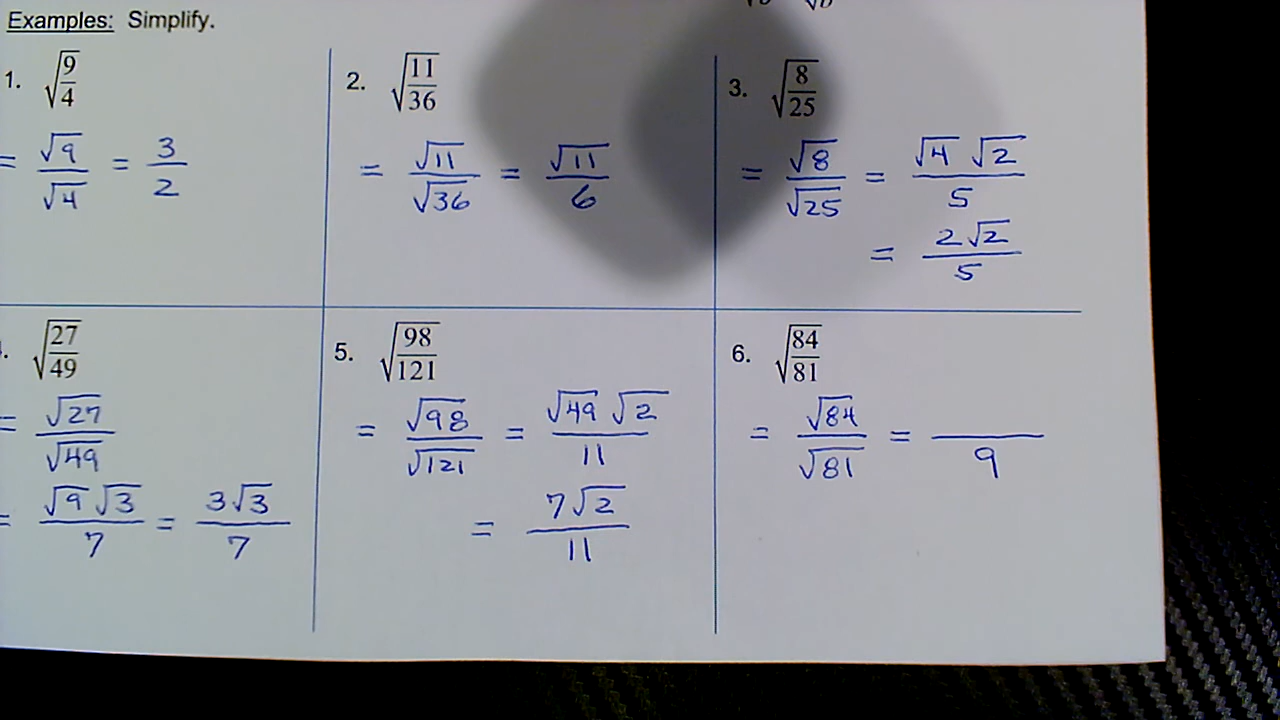 Examples: Simplify.
1. √(9/4)
= √9/√4 = 3/2
2. √(11/36)
= √11/√36 = √11/6
3. √(8/25)
= √8/√25 = √4 √2/5
= 2√2/5
. √(27/49)
= √27/√49
= √9 √3/7 = 3√3/7
5. √(98/121)
= √98/√121 = √49 √2/11
= 7√2/11
6. √(84/81)
= √84/√81 = /9